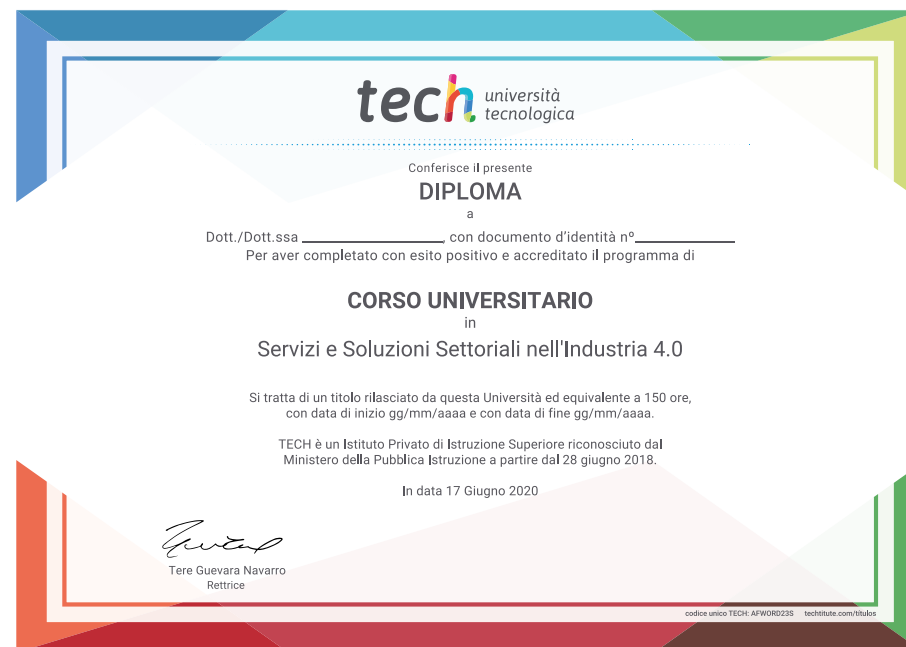 tech università
tecnologica
Conferisce il presente
DIPLOMA
a
Dott./Dott.ssa ________________, con documento d'identità nº____________
Per aver completato con esito positivo e accreditato il programma di
CORSO UNIVERSITARIO
in
Servizi e Soluzioni Settoriali nell'Industria 4.0
Si tratta di un titolo rilasciato da questa Università ed equivalente a 150 ore,
con data di inizio gg/mm/aaaa e con data di fine gg/mm/aaaa.
TECH è un Istituto Privato di Istruzione Superiore riconosciuto dal
Ministero della Pubblica Istruzione a partire dal 28 giugno 2018.
In data 17 Giugno 2020
Tere Guevara Navarro
Rettrice
codice unico TECH: AFWORD23S techtitute.com/titulos